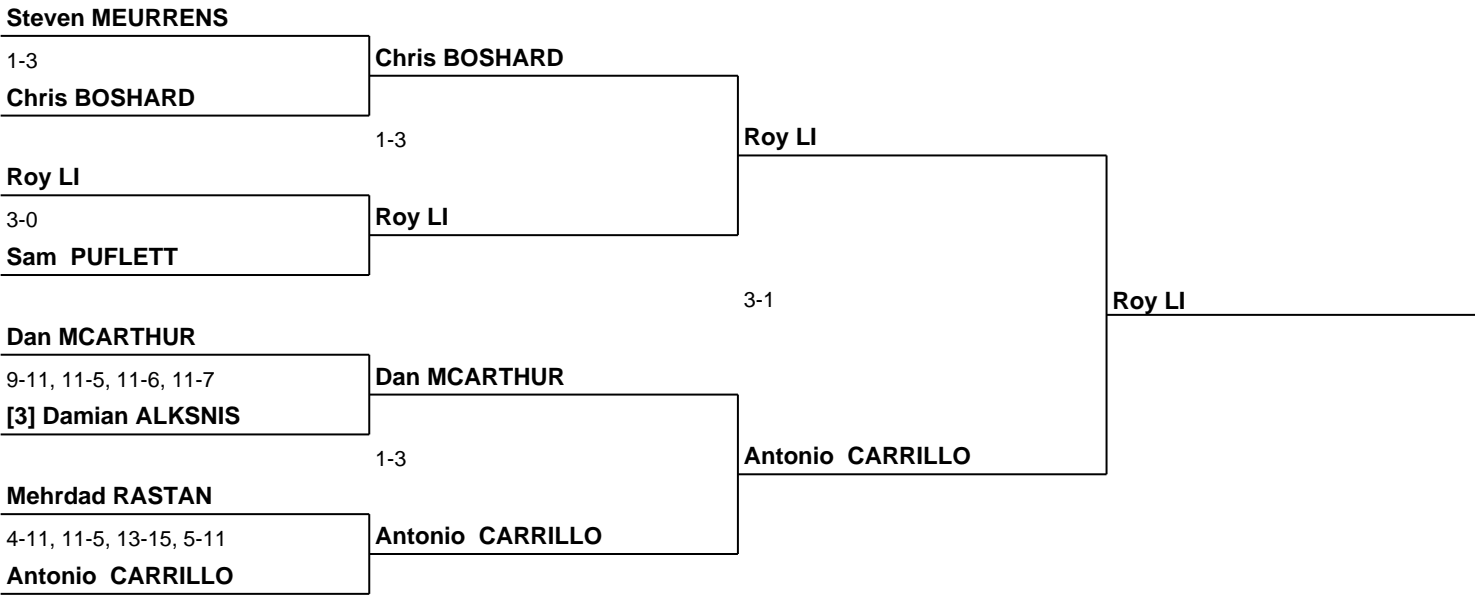 Steven MEURRENS
1-3
Chris BOSHARD
Chris BOSHARD
1-3
Roy LI
Roy LI
3-0
Roy LI
Sam  PUFLETT
3-1
Roy LI
Dan MCARTHUR
9-11, 11-5, 11-6, 11-7
Dan MCARTHUR
[3] Damian ALKSNIS
1-3
Antonio  CARRILLO
Mehrdad RASTAN
4-11, 11-5, 13-15, 5-11
Antonio  CARRILLO
Antonio  CARRILLO